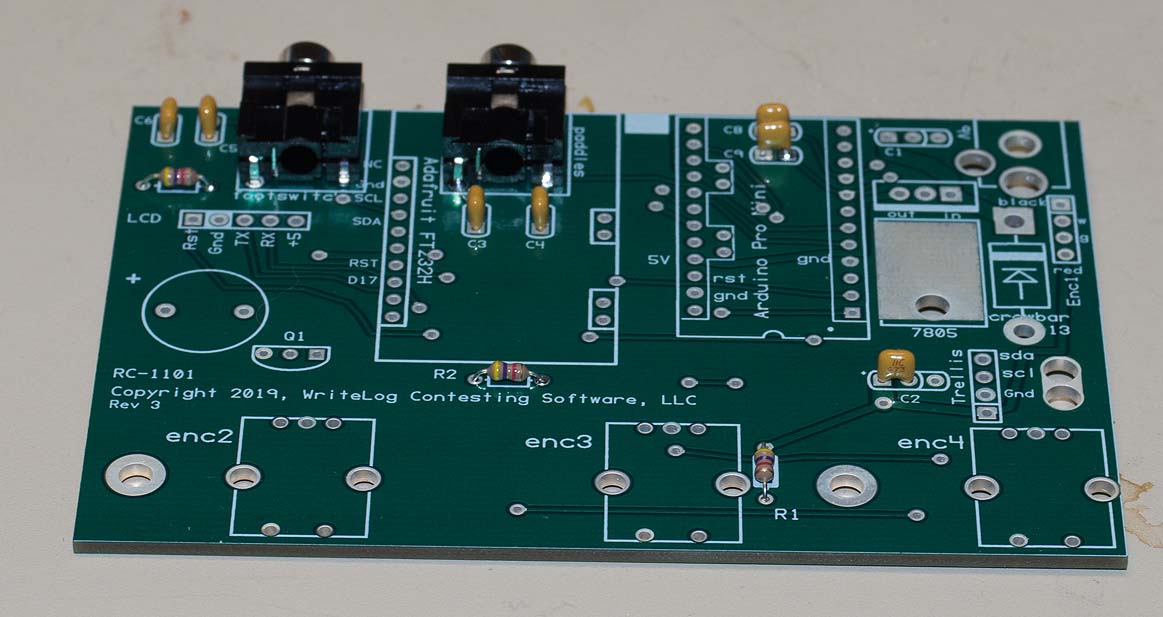 C6
C5
NC
Gnd
footswitch
SCL
SDA
RST
D17
LCD
Rst
Gnd
TX
RX
+5
+
Q1
Adafruit FT232H
paddles
C3
C4
C8
C9
5V
rst
gnd
Arduino Pro Mini
gnd
C1
out in
black
w
g
red
Enc1
7805
crowbar
13
Trellis
sda
scl
Gnd
C2
R2
RC-1101
Copyright 2019, WriteLog Contesting Software, LLC
Rev 3
enc2
enc3
enc4
R1